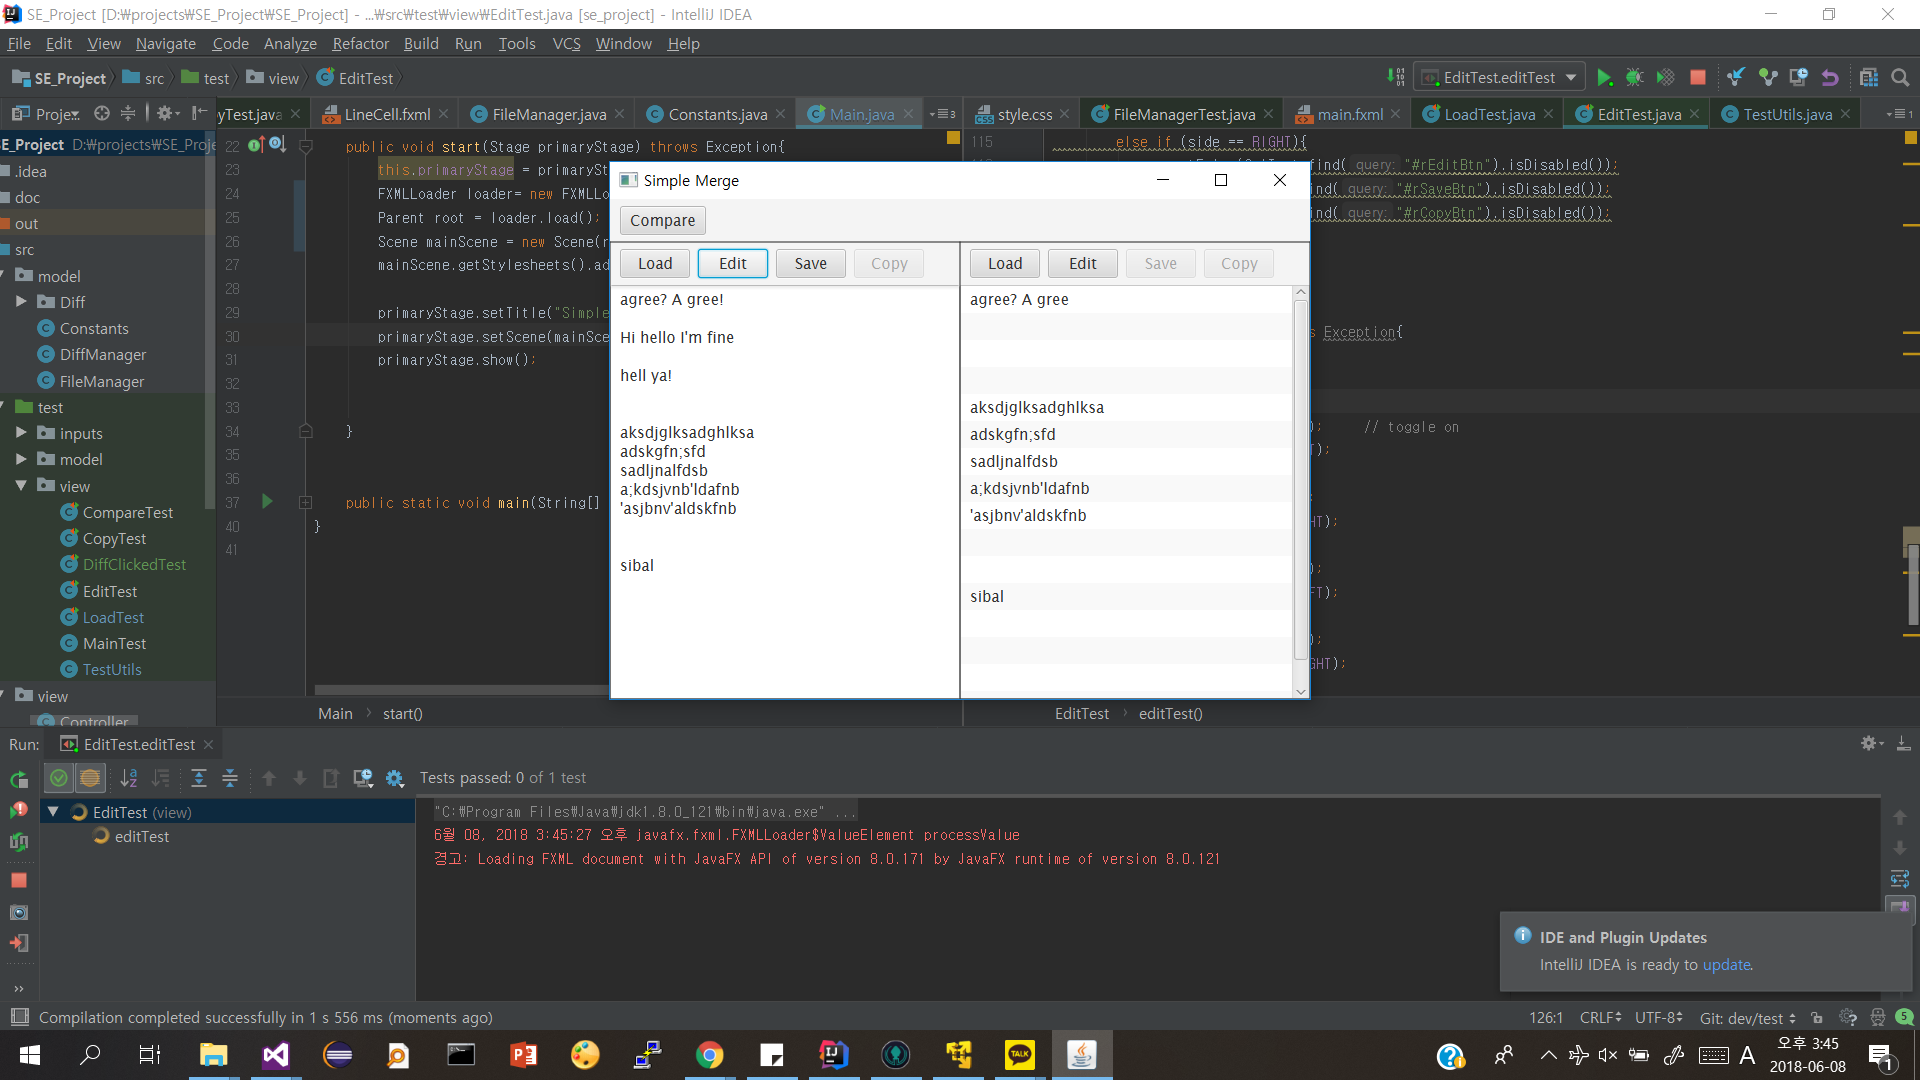 SE_Project [D:￦projects￦SE_Project￦SE_Project] - ...￦src￦test￦view￦EditTest.java [se_project] - IntelliJ IDEA
File Edit View Navigate Code Analyze Refactor Build Run Tools VCS Window Help
SE_Project src test view EditTest
EditTest.editTest
Proje..
yTest.java LineCell.fxml FileManager.java Constants.java Main.java
style.css FileManagerTest.java main.fxml LoadTest.java EditTest.java TestUtils.java
E_Project D:￦projects￦SE_Proje
.idea
doc
out
src
model
Diff
Constants
DiffManager
FileManager
test
inputs
model
view
CompareTest
CopyTest
DiffClickedTest
EditTest
LoadTest
MainTest
TestUtils
view
Controller
22 public void start(Stage primaryStage) throws Exception{
23 this.primaryStage = primarySt
24 FXMLLoader loader= new FXMLLo
25 Parent root = loader.load();
26 Scene mainScene = new Scene(r
27 mainScene.getStylesheets().ad
28
29 primaryStage.setTitle("Simple
30 primaryStage.setScene(mainSce
31 primaryStage.show();
32
33
34 }
35
36
37 public static void main(String[]
40 }
41
Main start()
115 else if (side == RIGHT){
find( query: "#rEditBtn").isDisabled());
ind( query: "#rSaveBtn").isDisabled());
ind( query: "#rCopyBtn").isDisabled());
s Exception{
); // toggle on
T);
;
HT);
);
FT);
);
GHT);
EditTest editTest()
Simple Merge
Compare
Load Edit Save Copy
agree? A gree!
Hi hello I'm fine
hell ya!
aksdjglksadghlksa
adskgfn;sfd
sadljnalfdsb
a;kdsjvnb'ldafnb
'asjbnv'aldskfnb
sibal
Load Edit Save Copy
agree? A gree
aksdjglksadghlksa
adskgfn;sfd
sadljnalfdsb
a;kdsjvnb'ldafnb
'asjbnv'aldskfnb
sibal
Run: EditTest.editTest
Tests passed: 0 of 1 test
EditTest (view)
editTest
"C:￦Program Files￦Java￦jdk1.8.0_121￦bin￦java.exe" ...
6월 08, 2018 3:45:27 오후 javafx.fxml.FXMLLoader$ValueElement processValue
경고: Loading FXML document with JavaFX API of version 8.0.171 by JavaFX runtime of version 8.0.121
IDE and Plugin Updates
IntelliJ IDEA is ready to update.
Compilation completed successfully in 1 s 556 ms (moments ago)
126:1 CRLF UTF-8 Git: dev/test 5
TALK
A
오후 3:45
2018-06-08
1